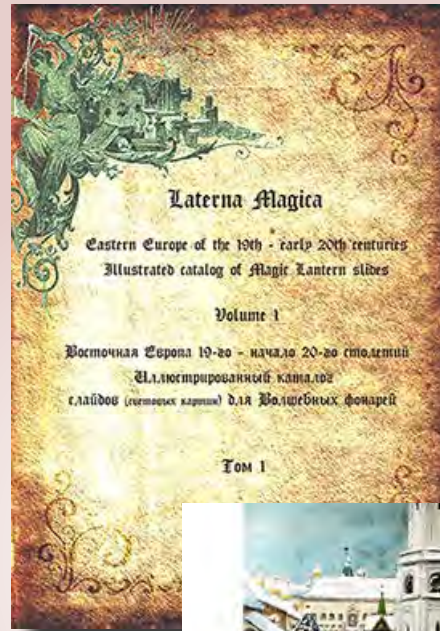 Laterna Magica
Eastern Europe of the 19th - early 20th centuries
Illustrated catalog of Magic Lantern slides
Volume 1
Восточная Европа 19-го - начало 20-го столетий
Иллюстрированный каталог
слайдов (световых картин) для Волшебных фонарей
Том 1